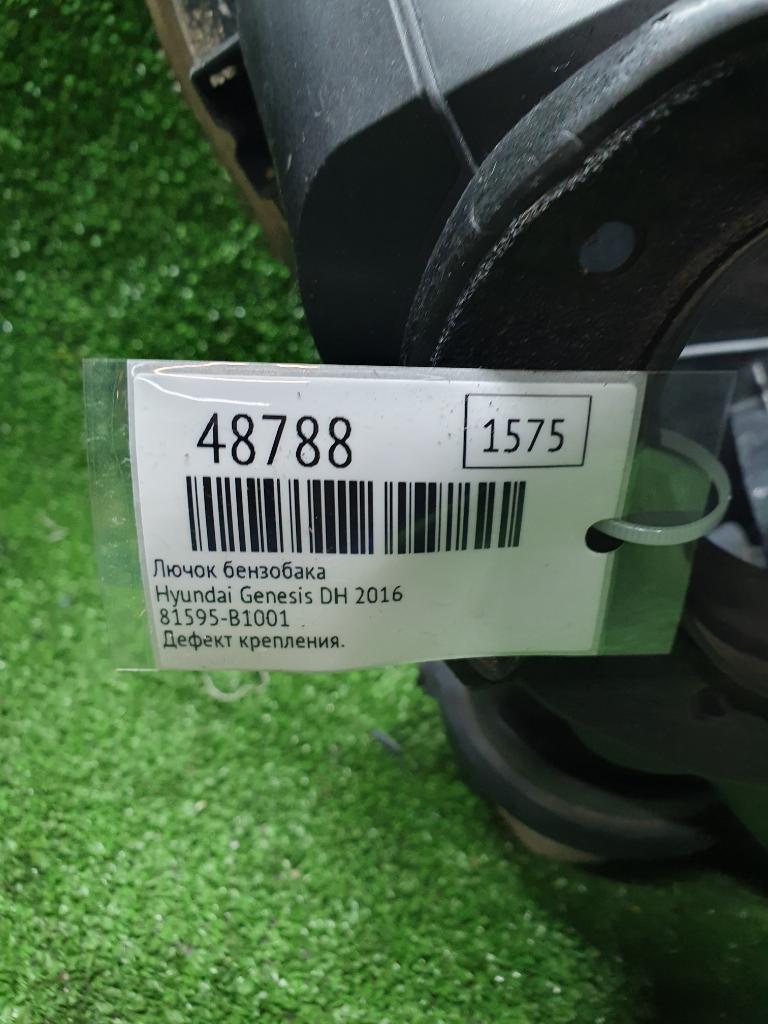 48788 1575
Лючок бензобака
Hyundai Genesis DH 2016
81595-B1001
Дефект крепления.